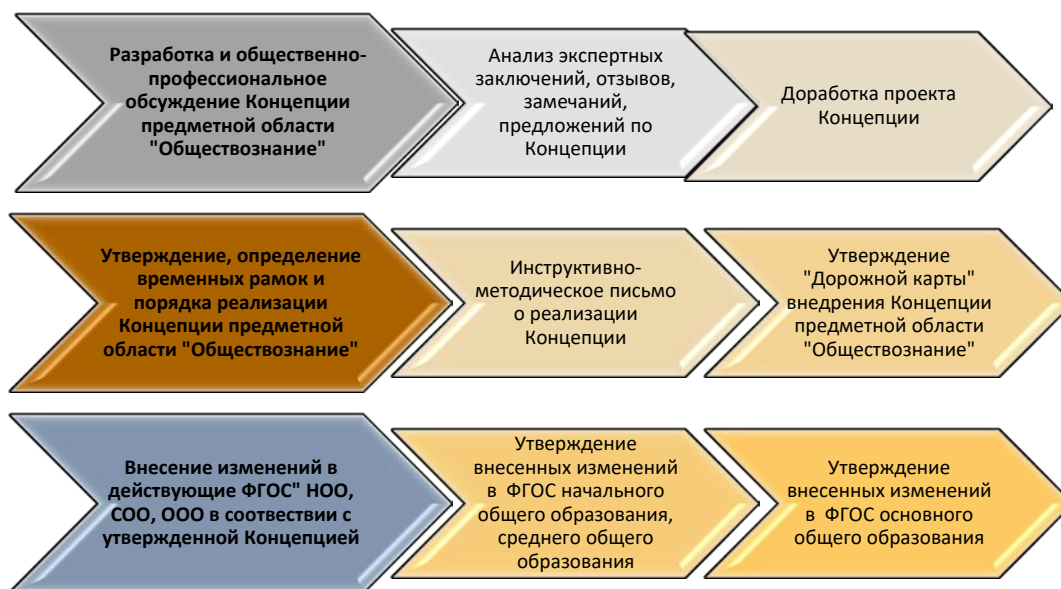 Разработка и общественно-
профессиональное
обсуждение Концепции
предметной области
"Обществознание"
Анализ экспертных
заключений, отзывов,
замечаний,
предложений по
Концепции
Доработка проекта
Концепции
Утверждение, определение
временных рамок и
порядка реализации
Концепции предметной
области "Обществознание"
Инструктивно-
методическое письмо
о реализации
Концепции
Утверждение
"Дорожной карты"
внедрения Концепции
предметной области
"Обществознание"
Внесение изменений в
действующие ФГОС" НОО,
СОО, ООО в соотвествии с
утвержденной Концепцией
Утверждение
внесенных изменений
в ФГОС начального
общего образования,
среднего общего
образования
Утверждение
внесенных изменений
в ФГОС основного
общего образования